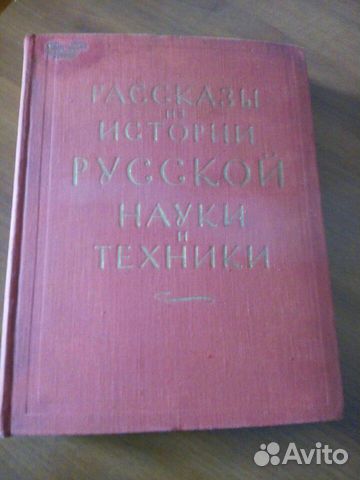 РАССКАЗЫ
ИЗ
ИСТОРИИ
РУССКОЙ
НАУКИ
И
ТЕХНИКИ
Avito